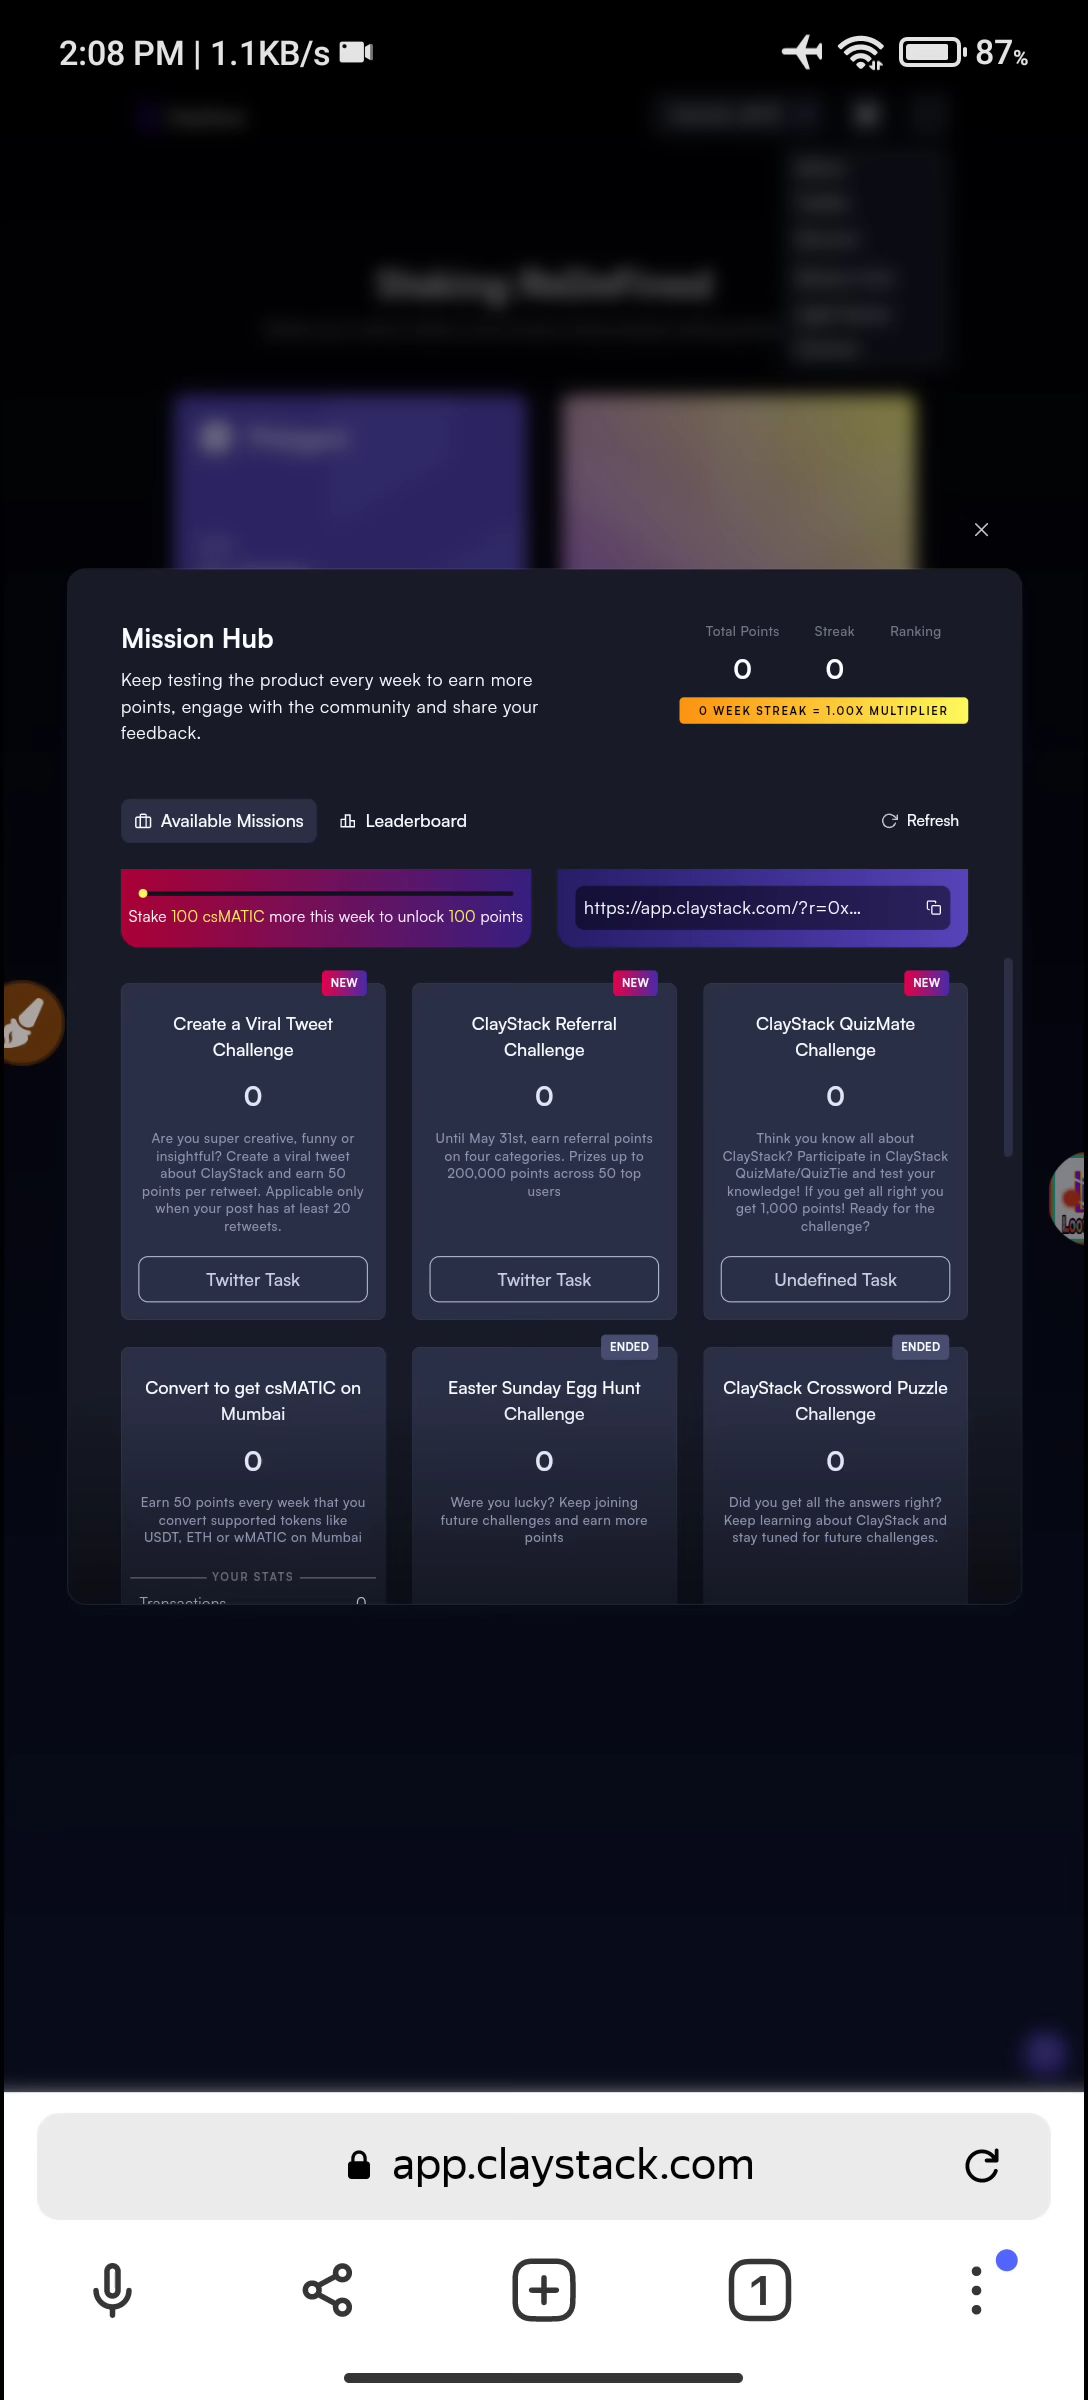 2:08 PM | 1.1KB/s
87%
Staking ReDeFined
Mission Hub
Keep testing the product every week to earn more
points, engage with the community and share your
feedback.
Total Points Streak Ranking
0 0
0 WEEK STREAK = 1.00X MULTIPLIER
Available Missions
Leaderboard
Refresh
Stake 100 csMATIC more this week to unlock 100 points
https://app.claystack.com/?r=0x...
NEW
Create a Viral Tweet
Challenge
0
Are you super creative, funny or
insightful? Create a viral tweet
about ClayStack and earn 50
points per retweet. Applicable only
when your post has at least 20
retweets.
Twitter Task
NEW
ClayStack Referral
Challenge
0
Until May 31st, earn referral points
on four categories. Prizes up to
200,000 points across 50 top
users
Twitter Task
NEW
ClayStack QuizMate
Challenge
0
Think you know all about
ClayStack? Participate in ClayStack
QuizMate/QuizTie and test your
knowledge! If you get all right you
get 1,000 points! Ready for the
challenge?
Undefined Task
Convert to get csMATIC on
Mumbai
0
Earn 50 points every week that you
convert supported tokens like
USDT, ETH or wMATIC on Mumbai
YOUR STATS
Transactions 0
ENDED
Easter Sunday Egg Hunt
Challenge
0
Were you lucky? Keep joining
future challenges and earn more
points
ENDED
ClayStack Crossword Puzzle
Challenge
0
Did you get all the answers right?
Keep learning about ClayStack and
stay tuned for future challenges.
app.claystack.com
1